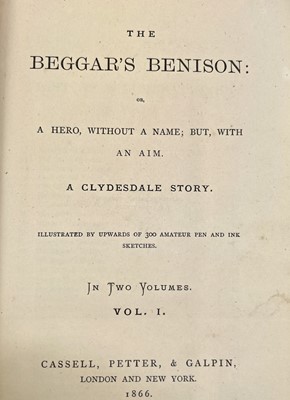 THE
BEGGAR'S BENISON:
OR,
A HERO, WITHOUT A NAME; BUT, WITH
AN AIM.
A CLYDESDALE STORY.
ILLUSTRATED BY UPWARDS OF 300 AMATEUR PEN AND INK
SKETCHES.
In Two Volumes.
VOL. I.
CASSELL, PETTER, & GALPIN,
LONDON AND NEW YORK.
1866.